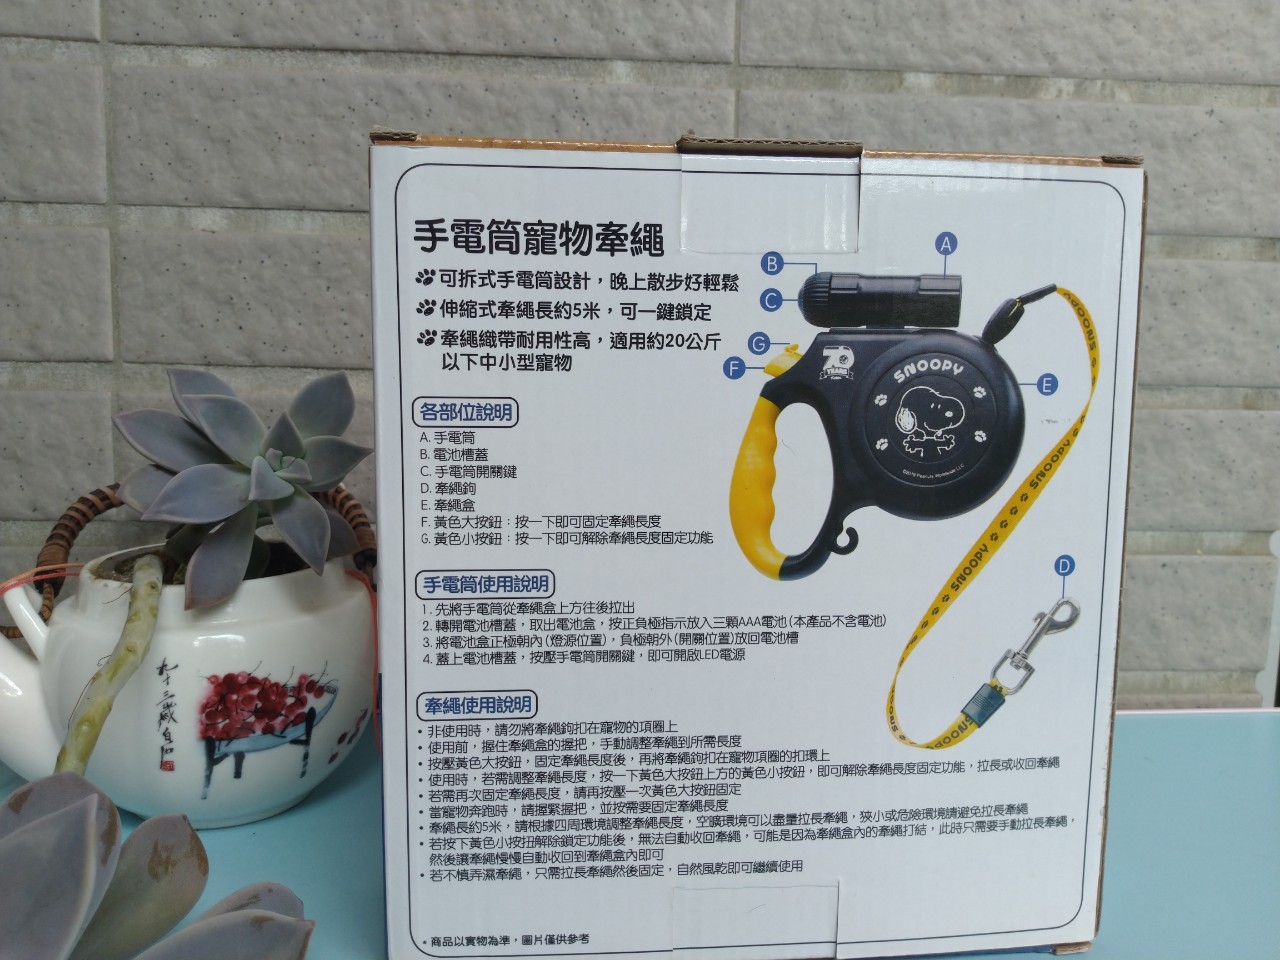 手電筒寵物牽繩
可拆式手電筒設計，晚上散步好輕鬆
伸縮式牽繩長約5米，可一鍵鎖定
牽繩織帶耐用性高，適用約20公斤
以下中小型寵物
各部位說明
A. 手電筒
B. 電池槽蓋
C. 手電筒開關鍵
D. 牽繩鉤
E. 牽繩盒
F. 黃色大按鈕：按一下即可固定牽繩長度
G. 黃色小按鈕：按一下即可解除牽繩長度固定功能
A
B
C
G
F
E
D
70
YEARS
SNOOPY
©2019 Peanuts Worldwide LLC
SNOOPY
SNOOPY
SNOOPY
SNOOPY
手電筒使用說明
1. 先將手電筒從牽繩盒上方往後拉出
2. 轉開電池槽蓋，取出電池盒，按正負極指示放入三顆AAA電池(本產品不含電池)
3. 將電池盒正極朝內(燈源位置)，負極朝外(開關位置)放回電池槽
4. 蓋上電池槽蓋，按壓手電筒開關鍵，即可開啟LED電源
牽繩使用說明
• 非使用時，請勿將牽繩鉤扣在寵物的項圈上
• 使用前，握住牽繩盒的握把，手動調整牽繩到所需長度
• 按壓黃色大按鈕，固定牽繩長度後，再將牽繩鉤扣在寵物項圈的扣環上
• 使用時，若需調整牽繩長度，按一下黃色大按鈕上方的黃色小按鈕，即可解除牽繩長度固定功能，拉長或收回牽繩
• 若需再次固定牽繩長度，請再按壓一次黃色大按鈕固定
• 當寵物奔跑時，請握緊握把，並按需要固定牽繩長度
• 牽繩長約5米，請根據四周環境調整牽繩長度，空曠環境可以盡量拉長牽繩，狹小或危險環境請避免拉長牽繩
• 若按下黃色小按扭解除鎖定功能後，無法自動收回牽繩，可能是因為牽繩盒內的牽繩打結，此時只需要手動拉長牽繩，
然後讓牽繩慢慢自動收回到牽繩盒內即可
• 若不慎弄濕牽繩，只需拉長牽繩然後固定，自然風乾即可繼續使用
*商品以實物為準，圖片僅供參考
九十三歲白石